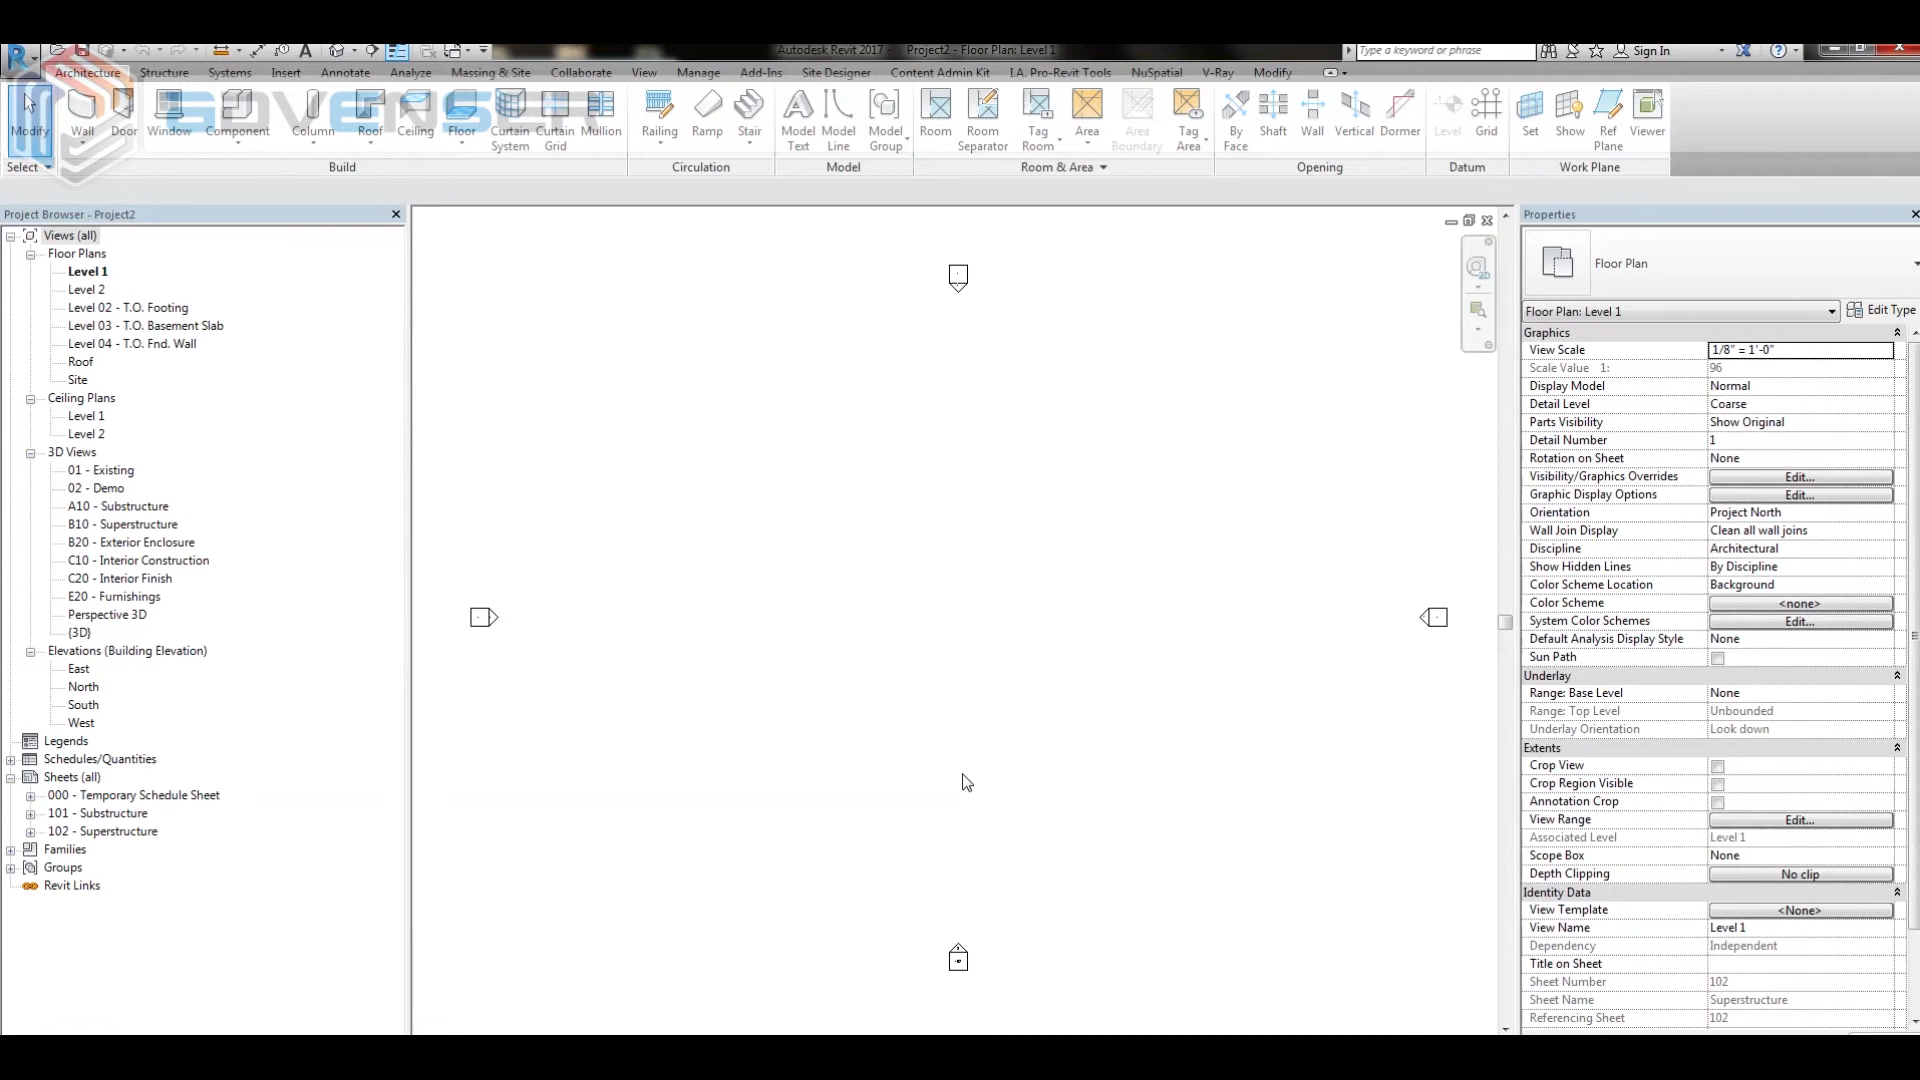 Autodesk Revit 2017 - Project2 - Floor Plan: Level 1
Type a keyword or phrase
Sign In
Architecture Structure Systems Insert Annotate Analyze Massing & Site Collaborate View Manage Add-Ins Site Designer Content Admin Kit I.A. Pro-Revit Tools NuSpatial V-Ray Modify
Modify Wall Door Window Component Column Roof Ceiling Floor Curtain System Curtain Grid Mullion Railing Ramp Stair Model Text Model Line Model Group Room Room Separator Tag Room Area Area Boundary Tag Area By Face Shaft Wall Vertical Dormer Level Grid Set Show Ref Plane Viewer
Select Build Circulation Model Room & Area Opening Datum Work Plane
Project Browser - Project2
Views (all)
Floor Plans
Level 1
Level 2
Level 02 - T.O. Footing
Level 03 - T.O. Basement Slab
Level 04 - T.O. Fnd. Wall
Roof
Site
Ceiling Plans
Level 1
Level 2
3D Views
01 - Existing
02 - Demo
A10 - Substructure
B10 - Superstructure
B20 - Exterior Enclosure
C10 - Interior Construction
C20 - Interior Finish
E20 - Furnishings
Perspective 3D
{3D}
Elevations (Building Elevation)
East
North
South
West
Legends
Schedules/Quantities
Sheets (all)
000 - Temporary Schedule Sheet
101 - Substructure
102 - Superstructure
Families
Groups
Revit Links
2D
Properties
Floor Plan
Floor Plan: Level 1 Edit Type
Graphics
View Scale 1/8" = 1'-0"
Scale Value 1: 96
Display Model Normal
Detail Level Coarse
Parts Visibility Show Original
Detail Number 1
Rotation on Sheet None
Visibility/Graphics Overrides Edit...
Graphic Display Options Edit...
Orientation Project North
Wall Join Display Clean all wall joins
Discipline Architectural
Show Hidden Lines By Discipline
Color Scheme Location Background
Color Scheme <none>
System Color Schemes Edit...
Default Analysis Display Style None
Sun Path
Underlay
Range: Base Level None
Range: Top Level Unbounded
Underlay Orientation Look down
Extents
Crop View
Crop Region Visible
Annotation Crop
View Range Edit...
Associated Level Level 1
Scope Box None
Depth Clipping No clip
Identity Data
View Template <None>
View Name Level 1
Dependency Independent
Title on Sheet
Sheet Number 102
Sheet Name Superstructure
Referencing Sheet 102